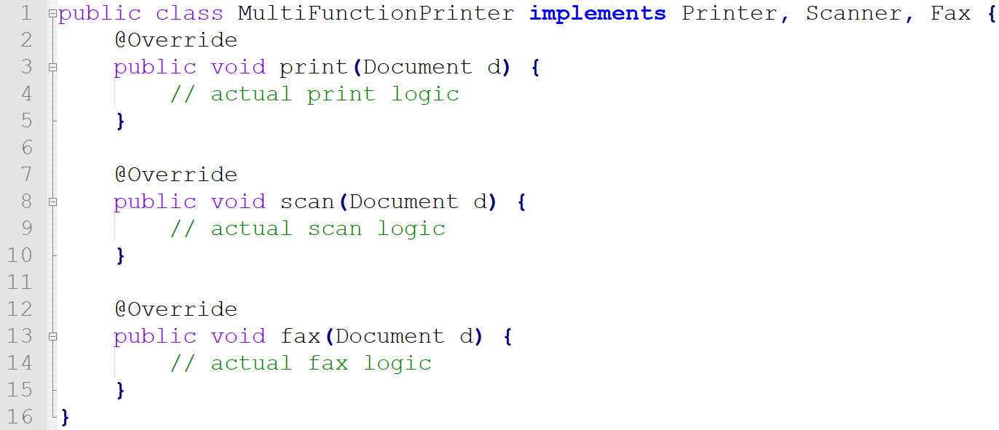 1 public class MultiFunctionPrinter implements Printer, Scanner, Fax {
2     @Override
3     public void print(Document d) {
4         // actual print logic
5     }
6
7     @Override
8     public void scan(Document d) {
9         // actual scan logic
10     }
11
12     @Override
13     public void fax(Document d) {
14         // actual fax logic
15     }
16 }